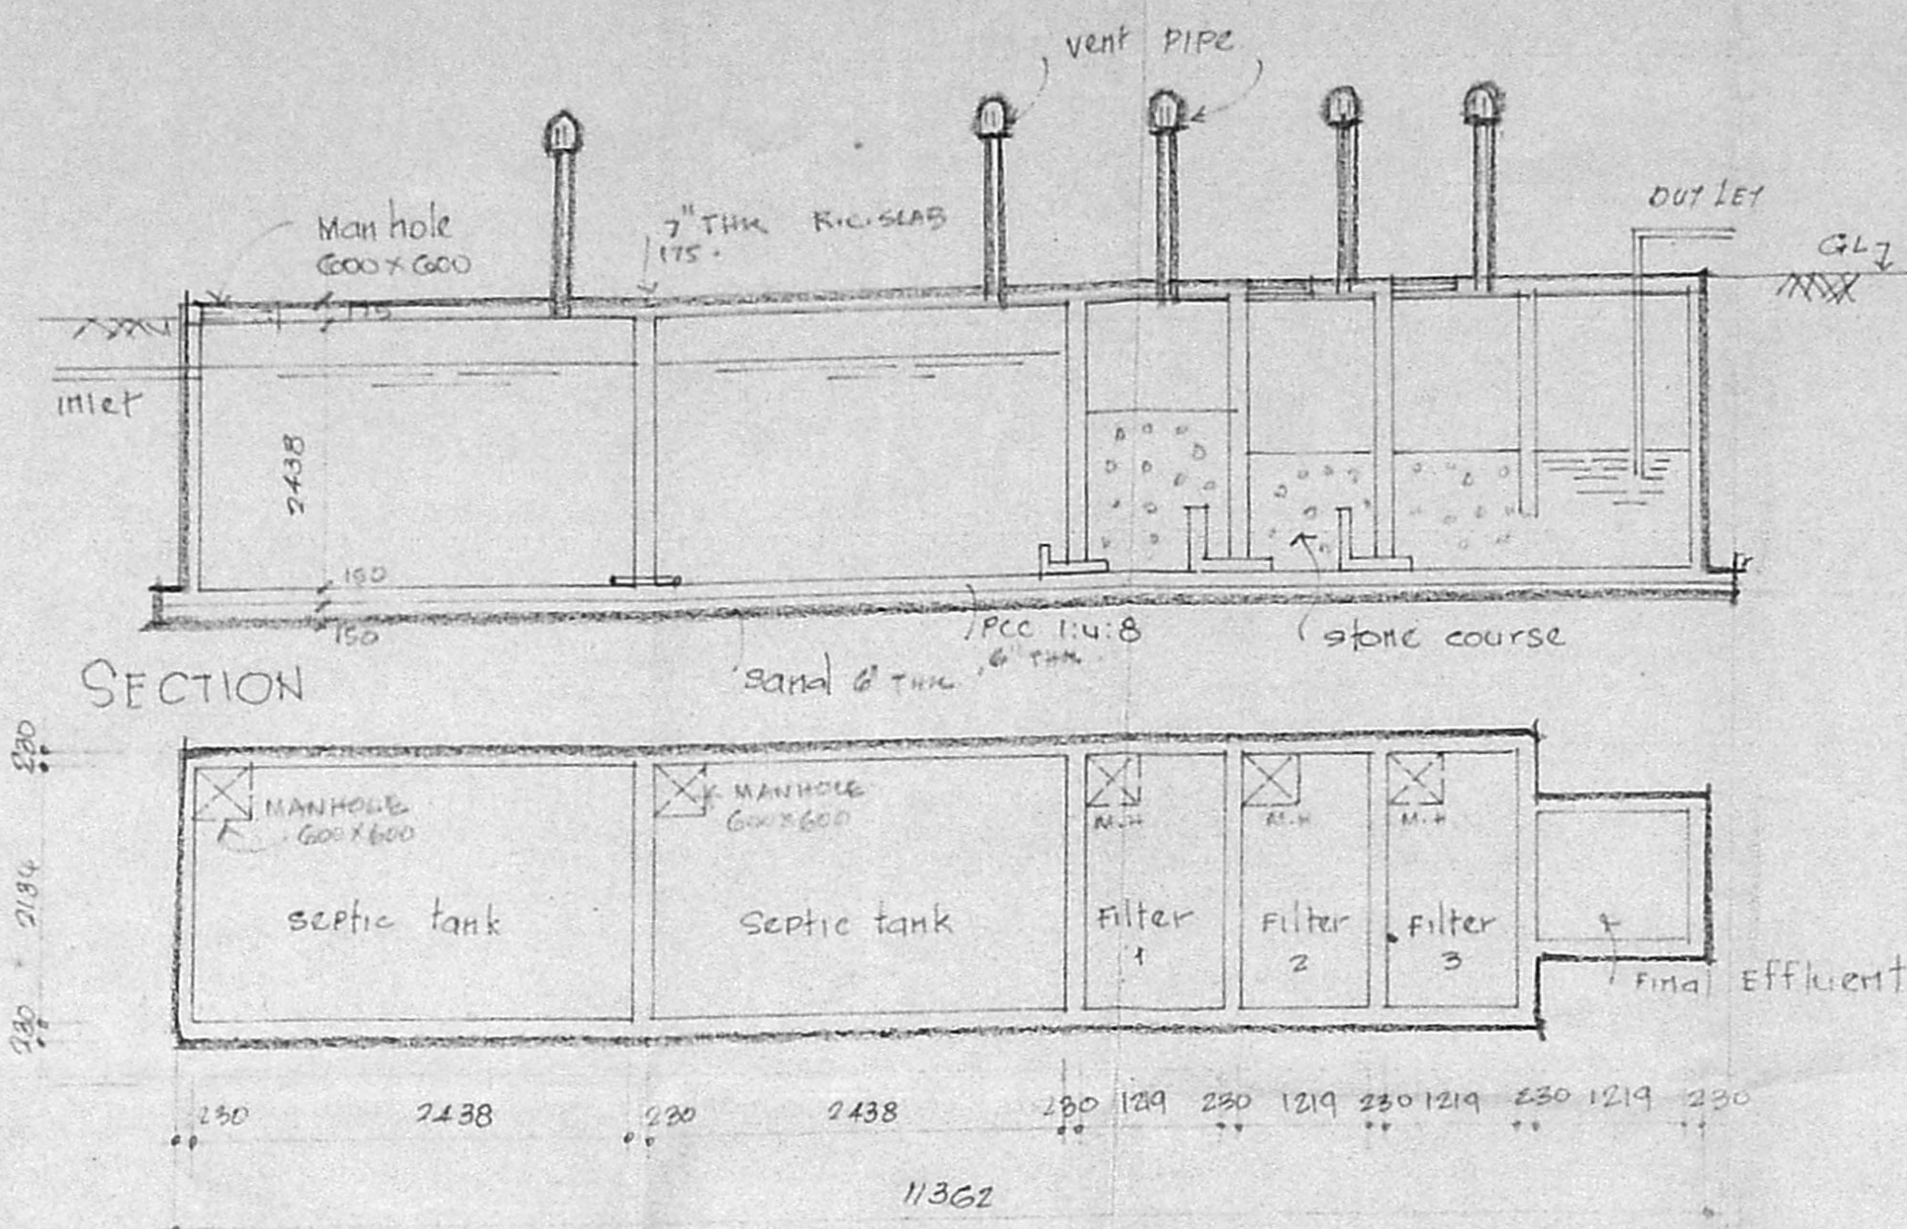 vent PIPe
Manhole
600 x 600
7" THK R.C.SLAB
175.
OUT LET
GL
175
inlet
2438
150
150
PCC 1:4:8
6" THK
stone course
sand 6" THK
SECTION
230
2134
230
MANHOLE
600 X 600
MANHOLE
600 X 600
M.H
M.H
M.H
septic tank
Septic tank
Filter
1
Filter
2
Filter
3
Final Effluent
230 2438 230 2438 230 1219 230 1219 230 1219 230 1219 230
11362